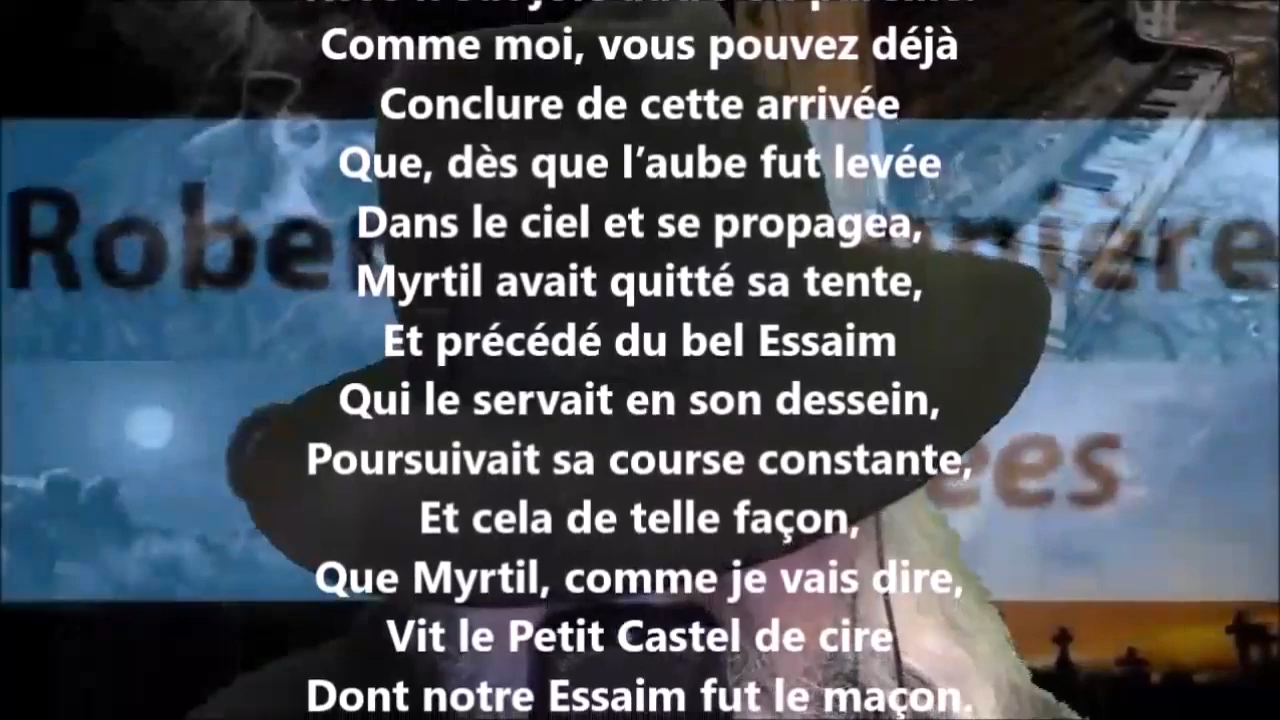 Comme moi, vous pouvez déjà
Conclure de cette arrivée
Que, dès que l’aube fut levée
Dans le ciel et se propagea,
Myrtil avait quitté sa tente,
Et précédé du bel Essaim
Qui le servait en son dessein,
Poursuivait sa course constante,
Et cela de telle façon,
Que Myrtil, comme je vais dire,
Vit le Petit Castel de cire
Dont notre Essaim fut le maçon.